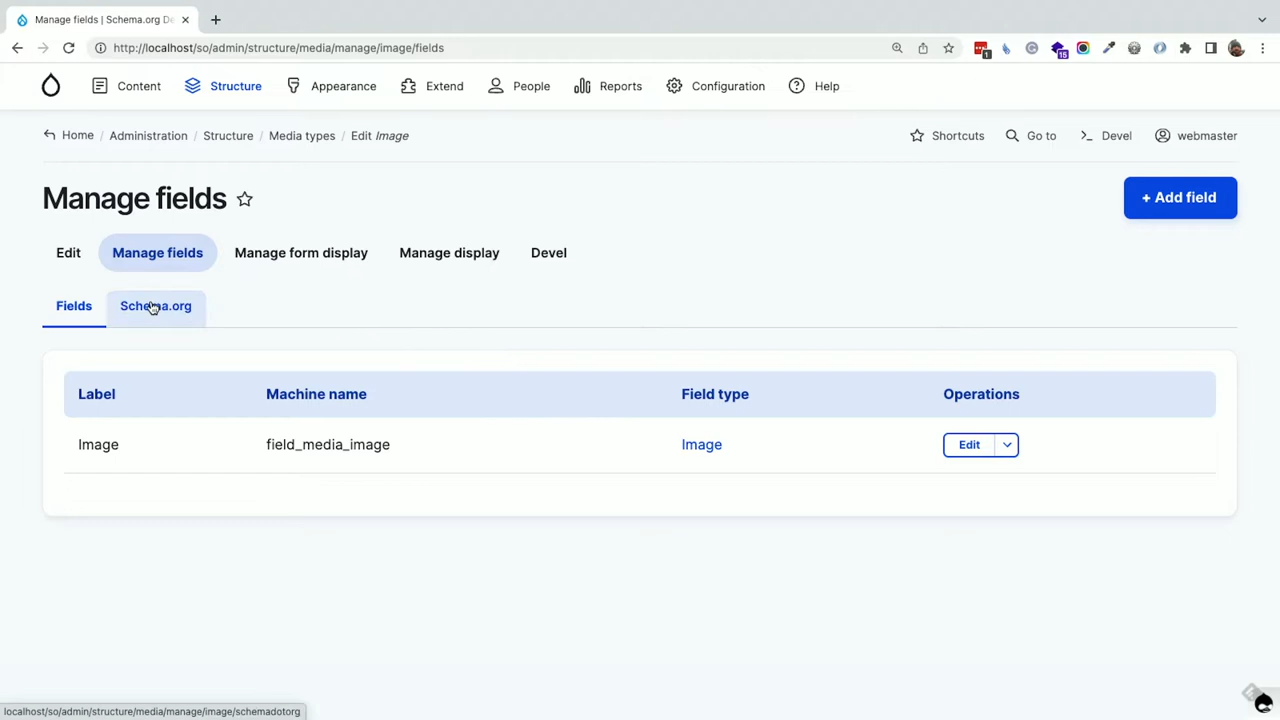 Manage fields | Schema.org De
http://localhost/so/admin/structure/media/manage/image/fields
1
15
Content
Structure
Appearance
Extend
People
Reports
Configuration
Help
Home / Administration / Structure / Media types / Edit Image
Shortcuts
Go to
Devel
webmaster
Manage fields
+ Add field
Edit
Manage fields
Manage form display
Manage display
Devel
Fields
Schema.org
Label Machine name Field type Operations
Image field_media_image Image Edit
localhost/so/admin/structure/media/manage/image/schemadotorg